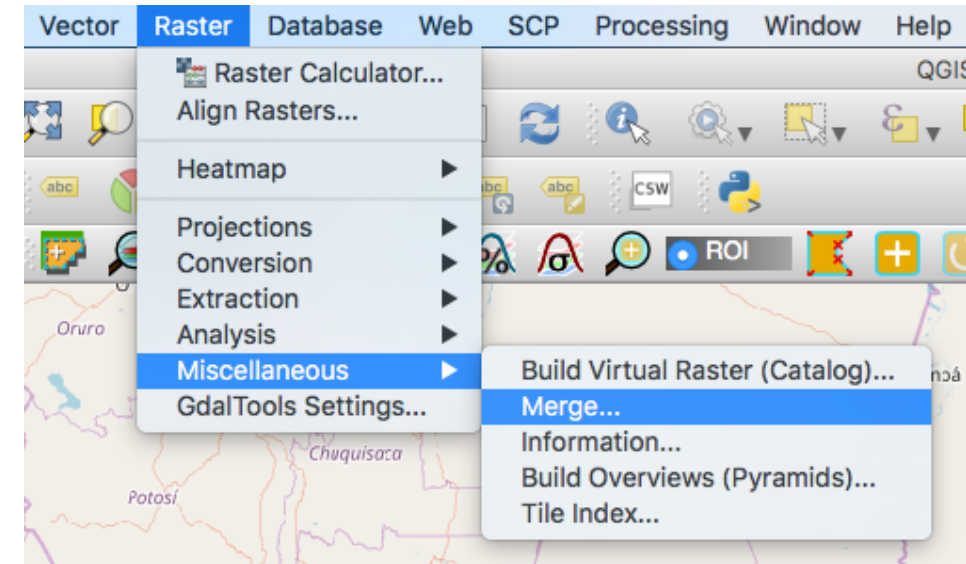 Vector Raster Database Web SCP Processing Window Help
QGIS
Raster Calculator...
Align Rasters...
Heatmap
Projections
Conversion
Extraction
Analysis
Miscellaneous
GdalTools Settings...
Build Virtual Raster (Catalog)...
Merge...
Information...
Build Overviews (Pyramids)...
Tile Index...
abc
abc
abc
CSW
ROI
Oruro
Chuquisaca
Potosí